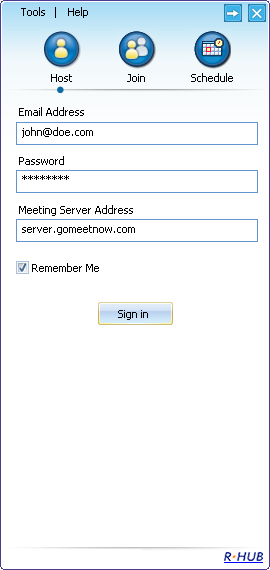 Tools | Help
Host Join Schedule
Email Address
john@doe.com
Password
********
Meeting Server Address
server.gomeetnow.com
Remember Me
Sign in
R·HUB